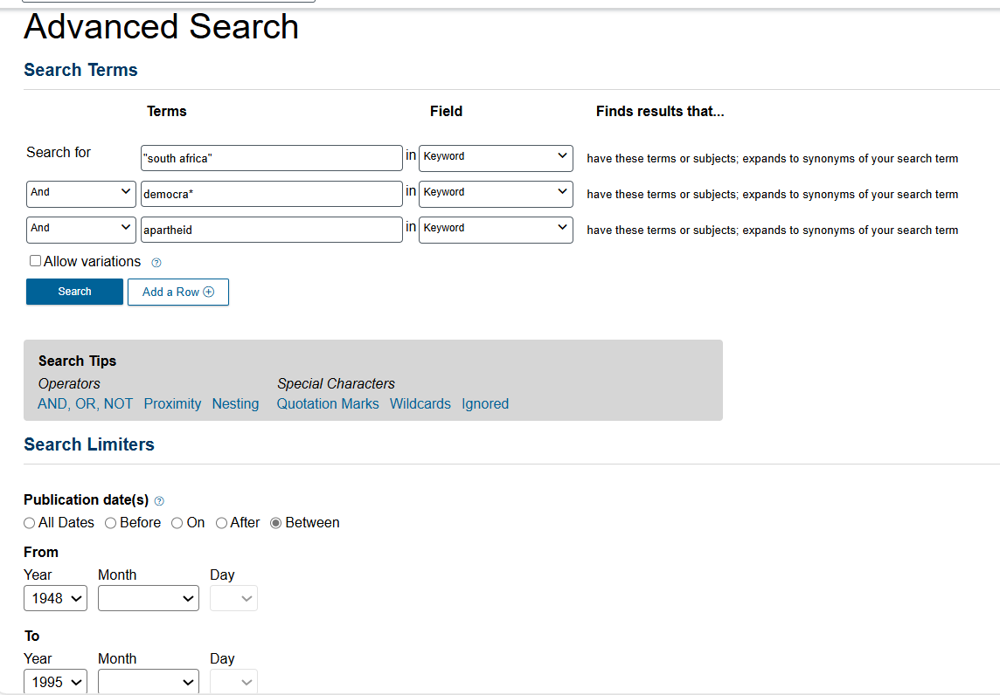 Advanced Search
Search Terms
Terms Field Finds results that...
Search for "south africa" in Keyword have these terms or subjects; expands to synonyms of your search term
And democra* in Keyword have these terms or subjects; expands to synonyms of your search term
And apartheid in Keyword have these terms or subjects; expands to synonyms of your search term
Allow variations ?
Search Add a Row
Search Tips
Operators Special Characters
AND, OR, NOT Proximity Nesting Quotation Marks Wildcards Ignored
Search Limiters
Publication date(s) ?
All Dates Before On After Between
From
Year Month Day
1948
To
Year Month Day
1995